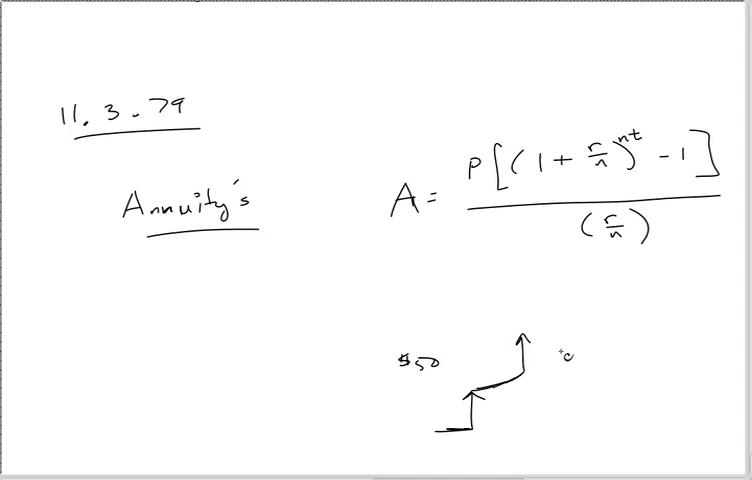 11. 3 - 79
Annuity's
A = P[(1 + r/n)^nt - 1] / (r/n)
$50